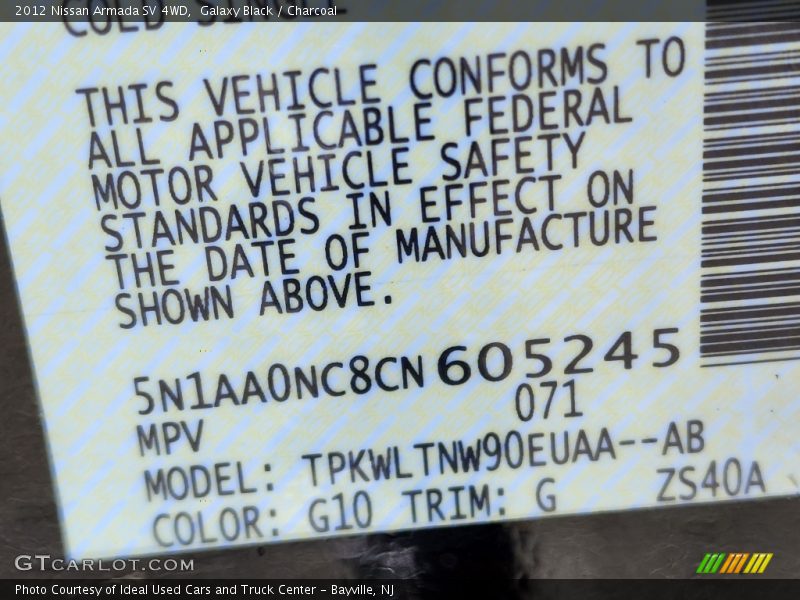 2012 Nissan Armada SV 4WD, Galaxy Black / Charcoal
COLD SINGLE
THIS VEHICLE CONFORMS TO
ALL APPLICABLE FEDERAL
MOTOR VEHICLE SAFETY
STANDARDS IN EFFECT ON
THE DATE OF MANUFACTURE
SHOWN ABOVE.
5N1AA0NC8CN605245
071
MPV
MODEL: TPKWLTNW90EUAA--AB
COLOR: G10 TRIM: G ZS40A
GTCARLOT.COM
Photo Courtesy of Ideal Used Cars and Truck Center - Bayville, NJ